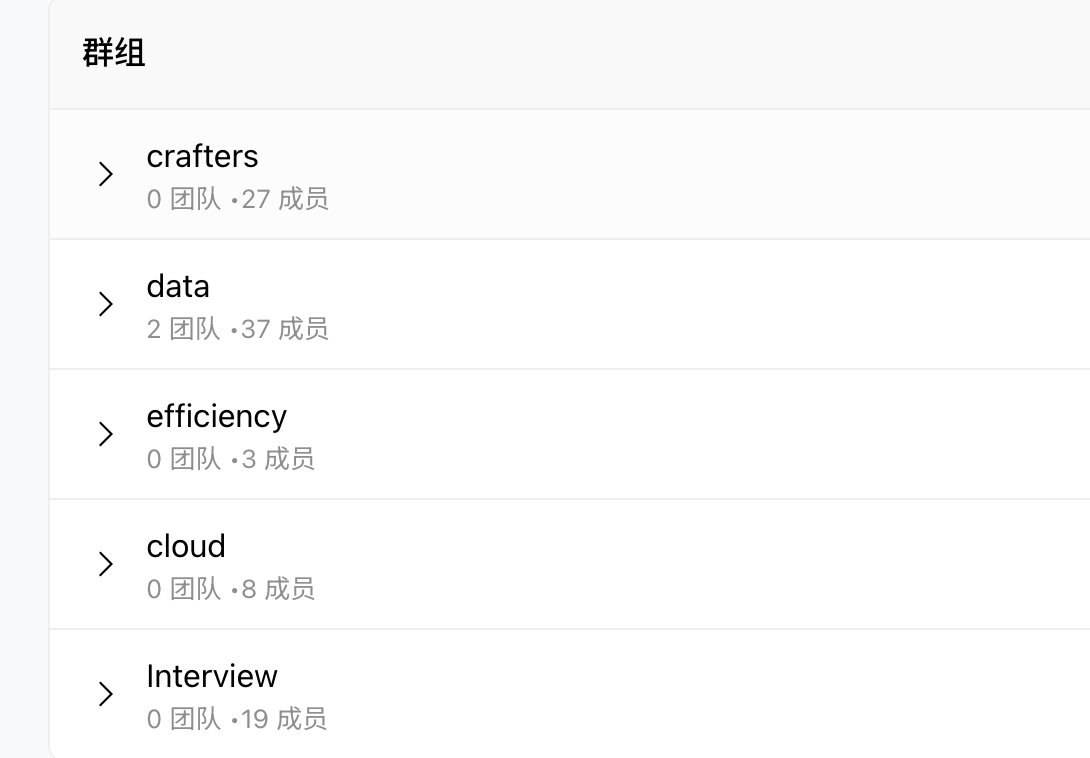 群组
crafters
0 团队 •27 成员
data
2 团队 •37 成员
efficiency
0 团队 •3 成员
cloud
0 团队 •8 成员
Interview
0 团队 •19 成员